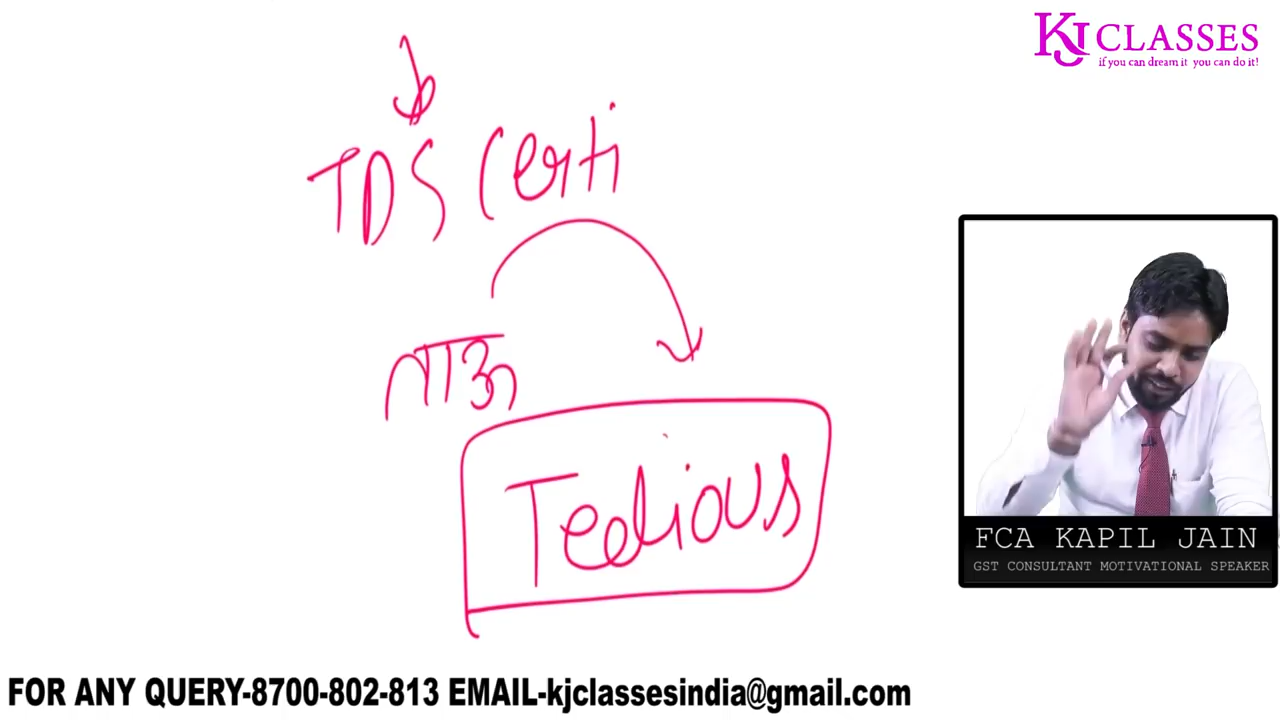 KJ CLASSES
if you can dream it you can do it!
TDS Certi
ताऊ
Tedious
FCA KAPIL JAIN
GST CONSULTANT MOTIVATIONAL SPEAKER
FOR ANY QUERY-8700-802-813 EMAIL-kjclassesindia@gmail.com